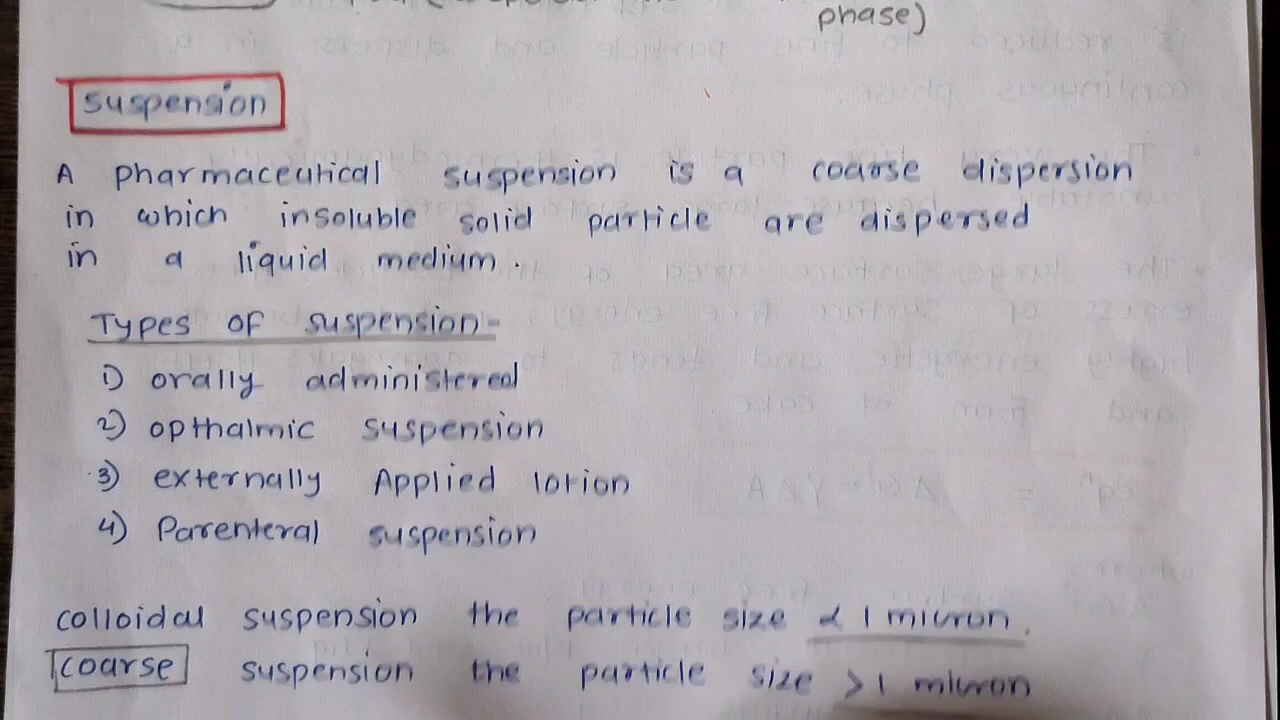 phase)
suspension
A pharmaceutical suspension is a coarse dispersion
in which insoluble solid particle are dispersed
in a liquid medium.
Types of suspension-
1) orally administered
2) opthalmic suspension
3) externally Applied lotion
4) Parenteral suspension
colloidal suspension the particle size < 1 micron.
coarse suspension the particle size > 1 micron